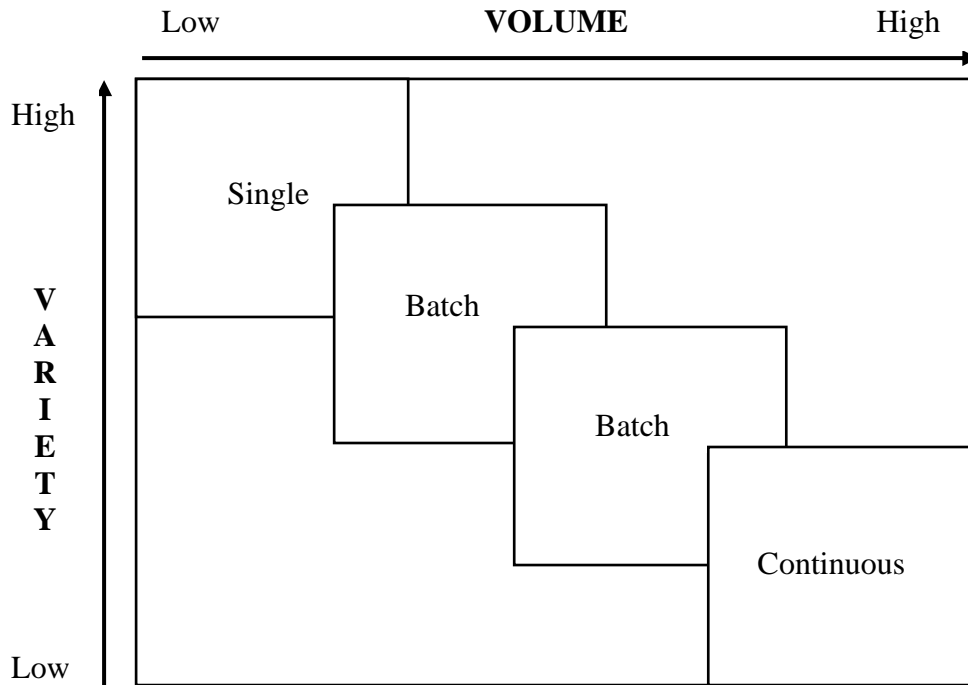 Low VOLUME High
High
Single
Batch
V
A
R
I
E
T
Y
Batch
Continuous
Low